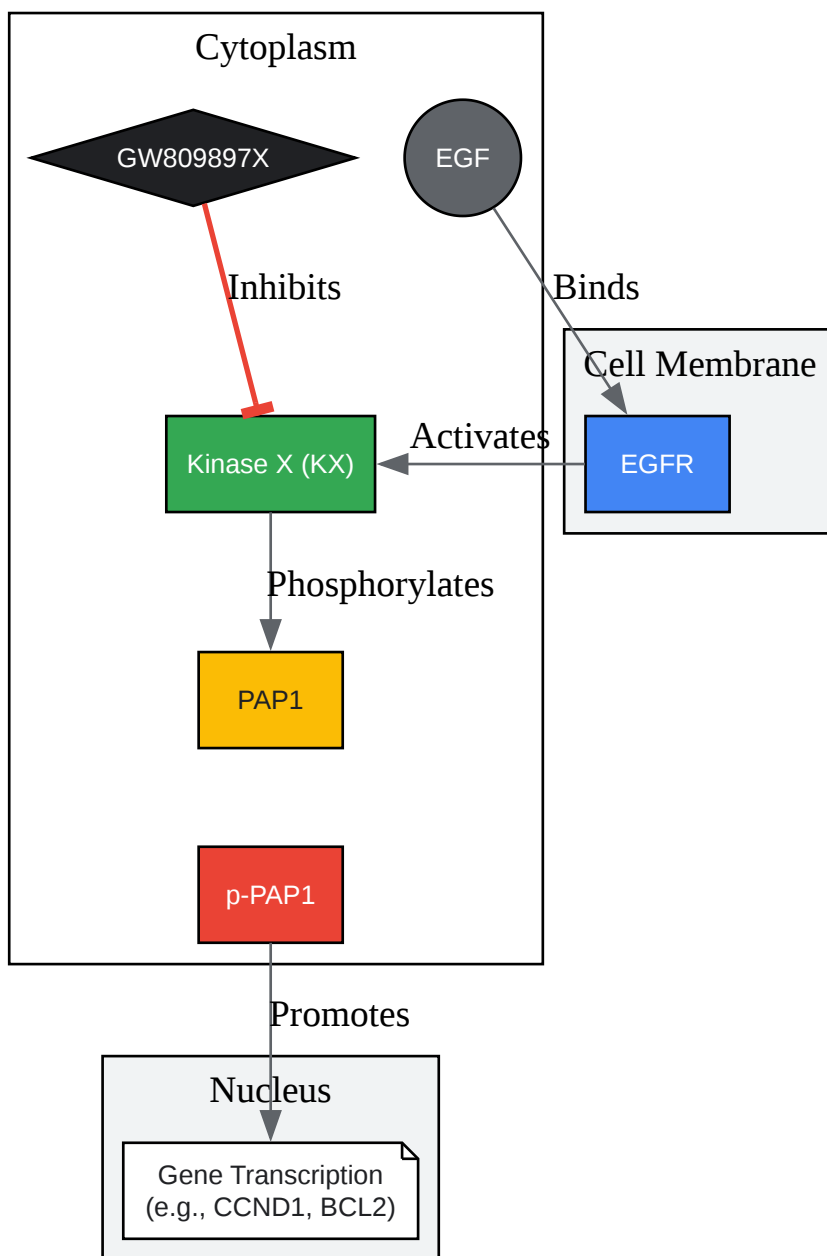 Cytoplasm
GW809897X
EGF
Inhibits
Binds
Cell Membrane
Activates
Kinase X (KX)
EGFR
Phosphorylates
PAP1
p-PAP1
Promotes
Nucleus
Gene Transcription
(e.g., CCND1, BCL2)